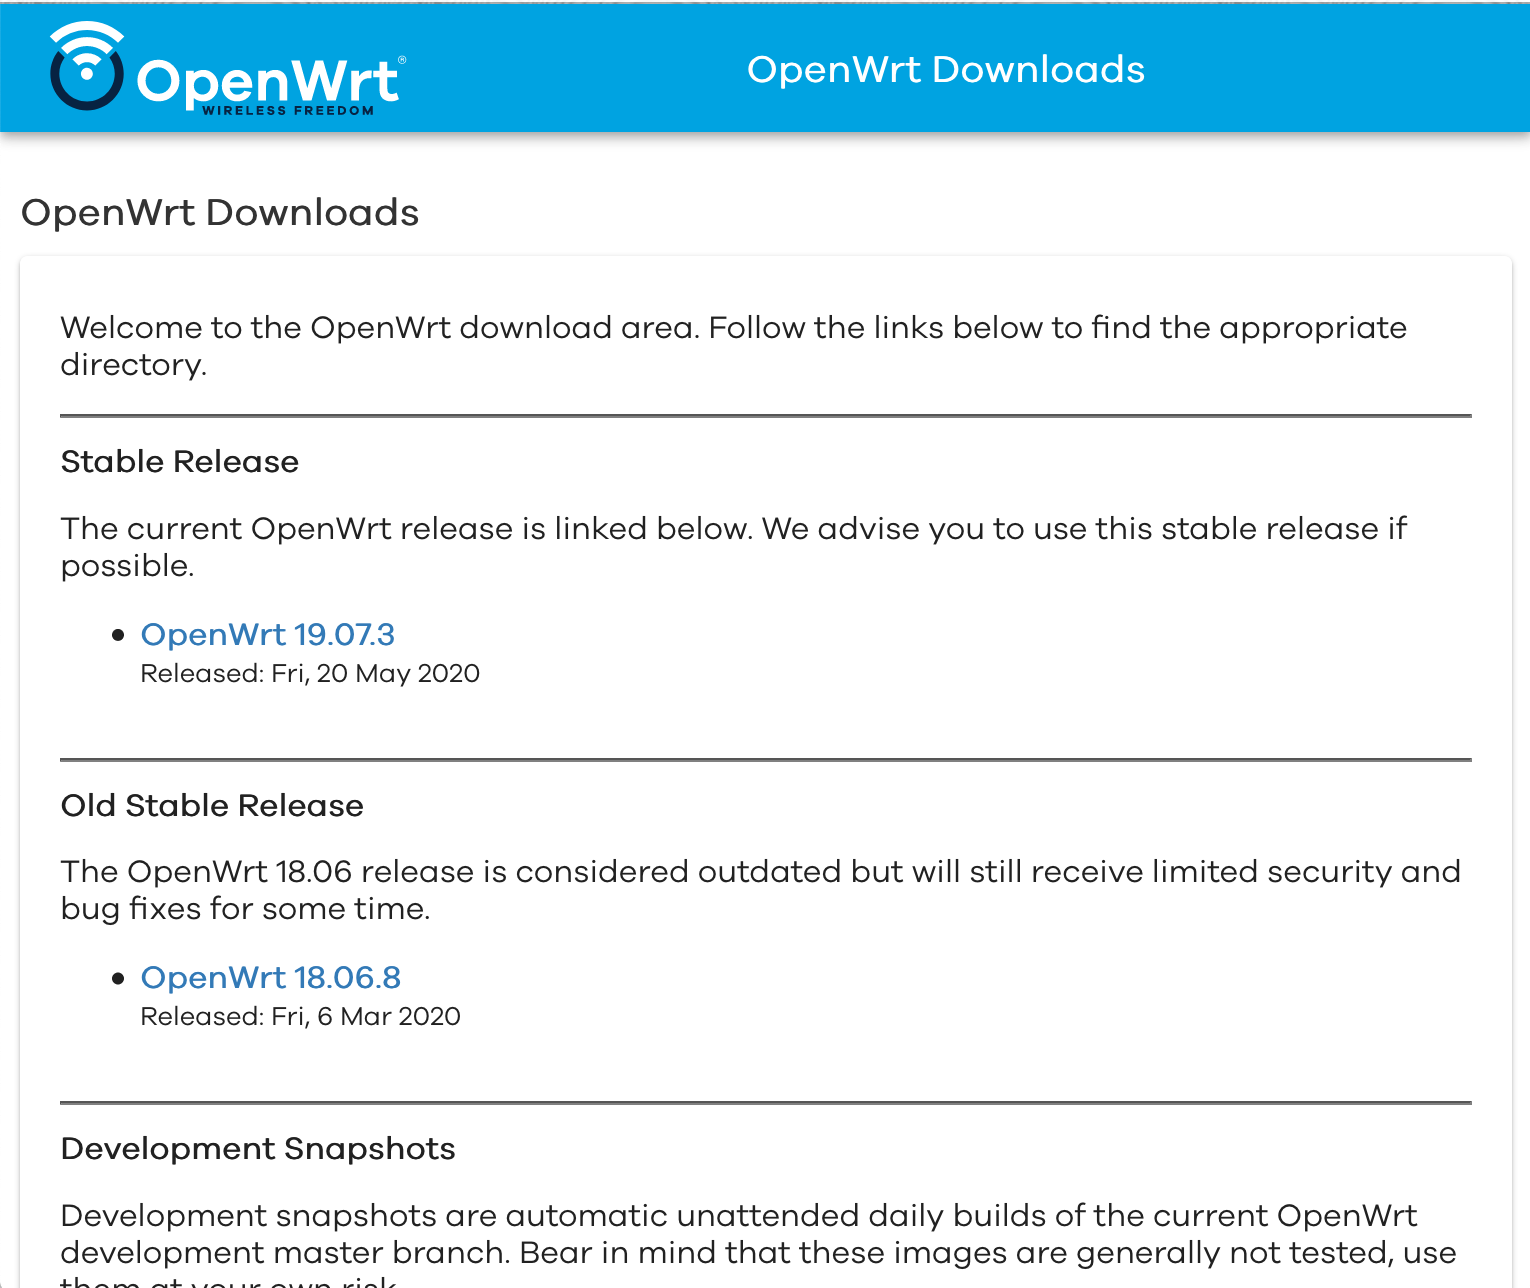 OpenWrt®
WIRELESS FREEDOM
OpenWrt Downloads
OpenWrt Downloads
Welcome to the OpenWrt download area. Follow the links below to find the appropriate
directory.
Stable Release
The current OpenWrt release is linked below. We advise you to use this stable release if
possible.
OpenWrt 19.07.3
Released: Fri, 20 May 2020
Old Stable Release
The OpenWrt 18.06 release is considered outdated but will still receive limited security and
bug fixes for some time.
OpenWrt 18.06.8
Released: Fri, 6 Mar 2020
Development Snapshots
Development snapshots are automatic unattended daily builds of the current OpenWrt
development master branch. Bear in mind that these images are generally not tested, use
them at your own risk.